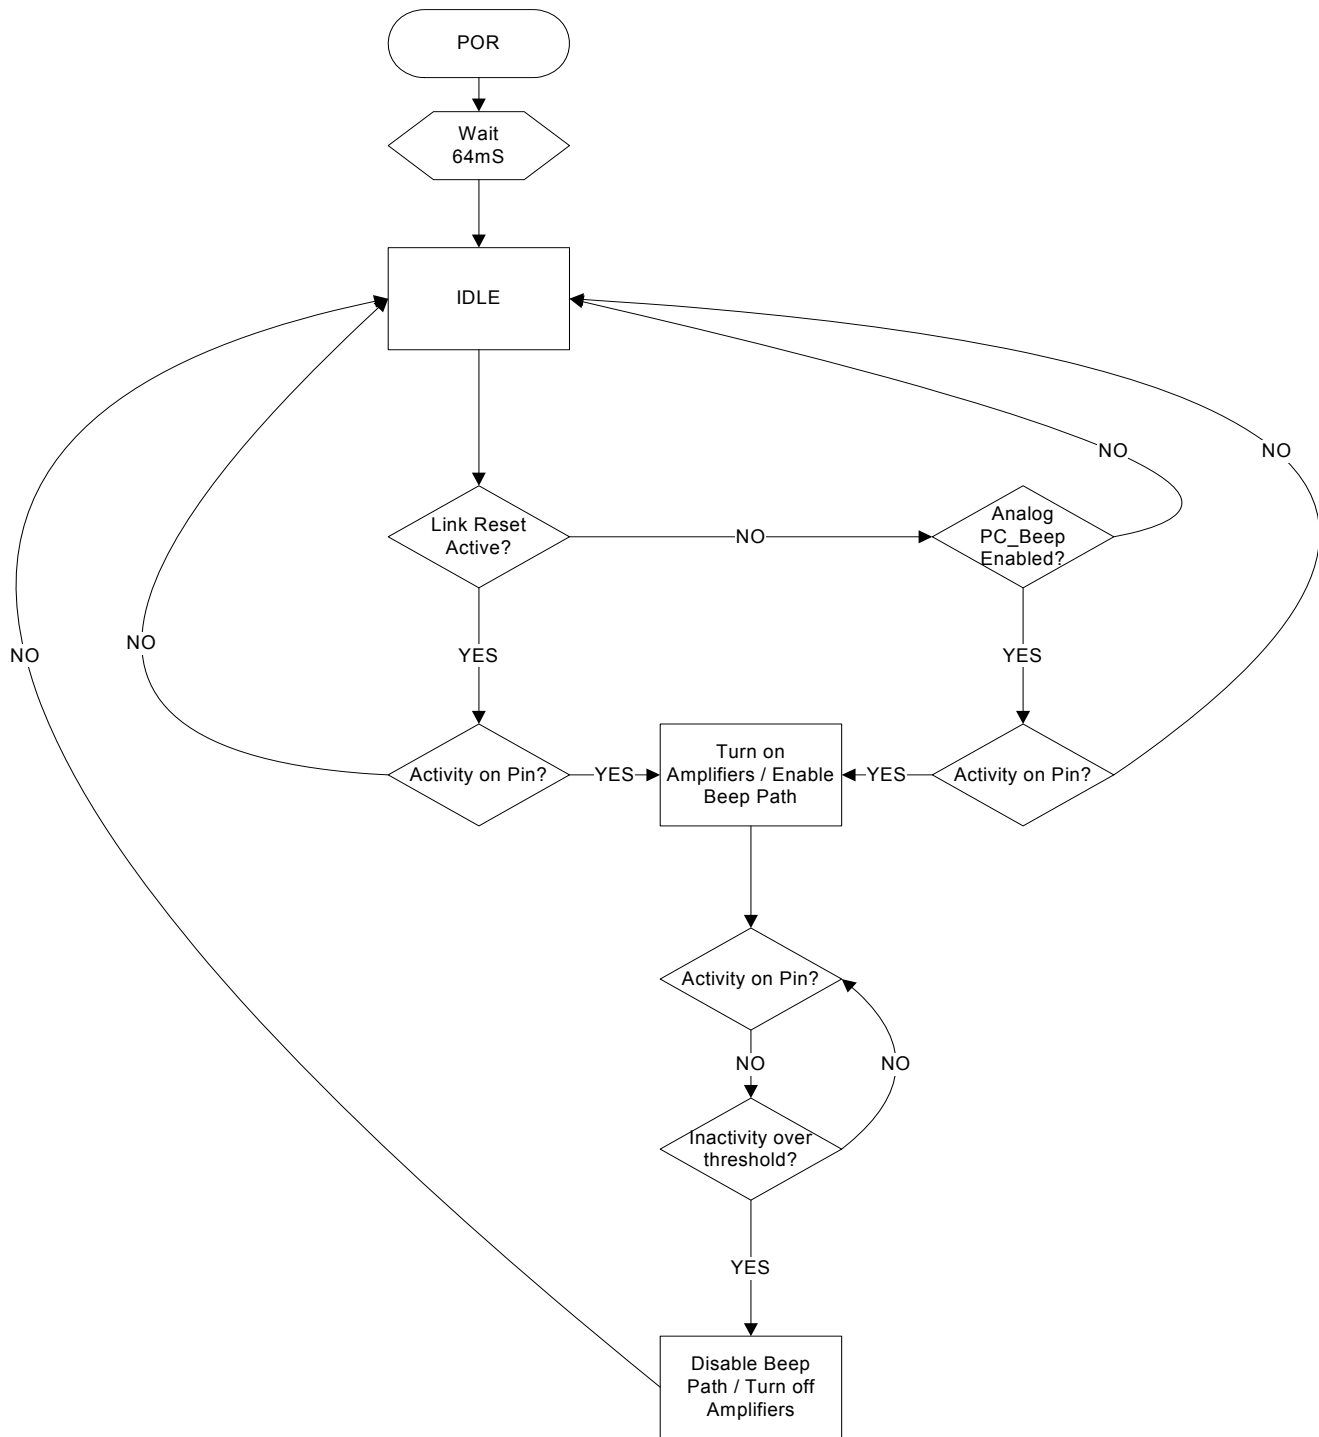 POR
Wait
64mS
IDLE
NO
NO
Link Reset
Active?
NO
Analog
PC_Beep
Enabled?
NO
NO
YES
YES
Activity on Pin?
YES
Turn on
Amplifiers / Enable
Beep Path
YES
Activity on Pin?
Activity on Pin?
NO
NO
Inactivity over
threshold?
YES
Disable Beep
Path / Turn off
Amplifiers